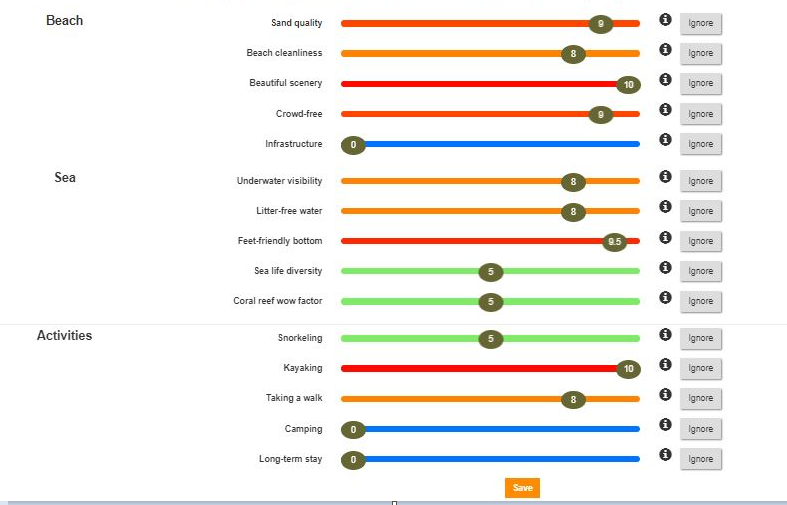 Beach
Sand quality 9 Ignore
Beach cleanliness 8 Ignore
Beautiful scenery 10 Ignore
Crowd-free 9 Ignore
Infrastructure 0 Ignore
Sea
Underwater visibility 8 Ignore
Litter-free water 8 Ignore
Feet-friendly bottom 9.5 Ignore
Sea life diversity 5 Ignore
Coral reef wow factor 5 Ignore
Activities
Snorkeling 5 Ignore
Kayaking 10 Ignore
Taking a walk 8 Ignore
Camping 0 Ignore
Long-term stay 0 Ignore
Save